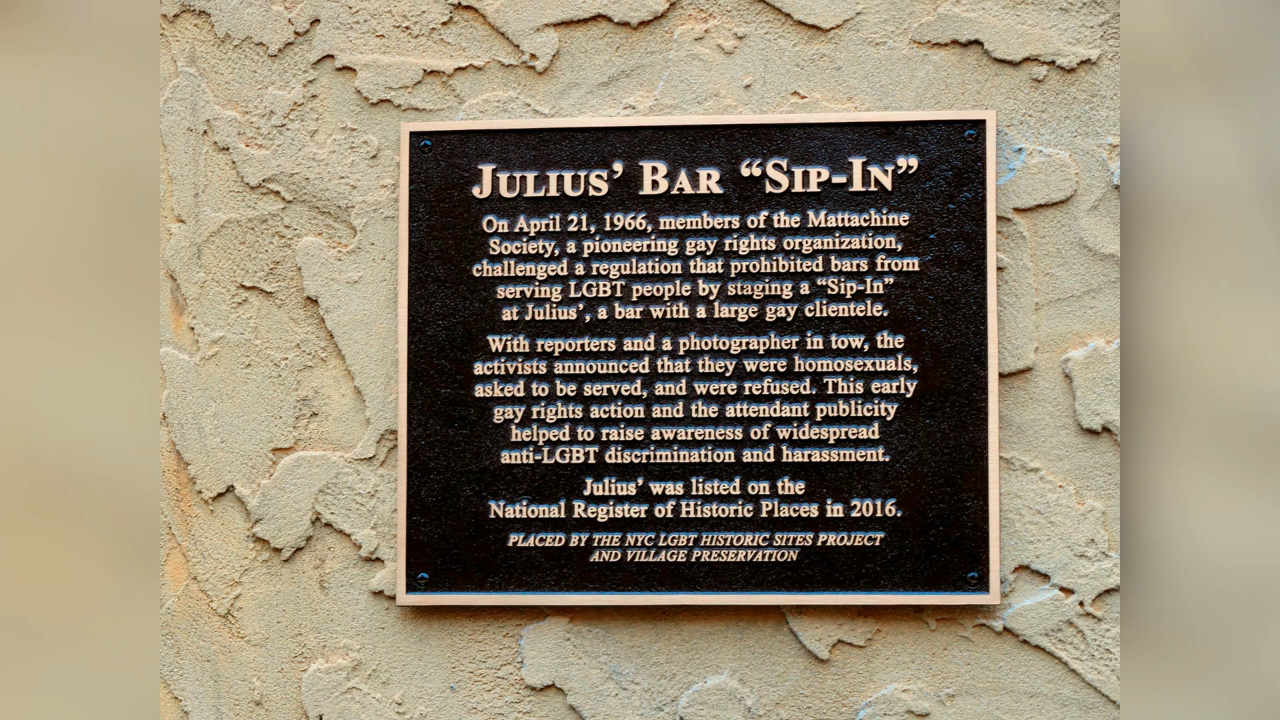 JULIUS' BAR “SIP-IN”
On April 21, 1966, members of the Mattachine
Society, a pioneering gay rights organization,
challenged a regulation that prohibited bars from
serving LGBT people by staging a “Sip-In”
at Julius’, a bar with a large gay clientele.
With reporters and a photographer in tow, the
activists announced that they were homosexuals,
asked to be served, and were refused. This early
gay rights action and the attendant publicity
helped to raise awareness of widespread
anti-LGBT discrimination and harassment.
Julius’ was listed on the
National Register of Historic Places in 2016.
PLACED BY THE NYC LGBT HISTORIC SITES PROJECT
AND VILLAGE PRESERVATION